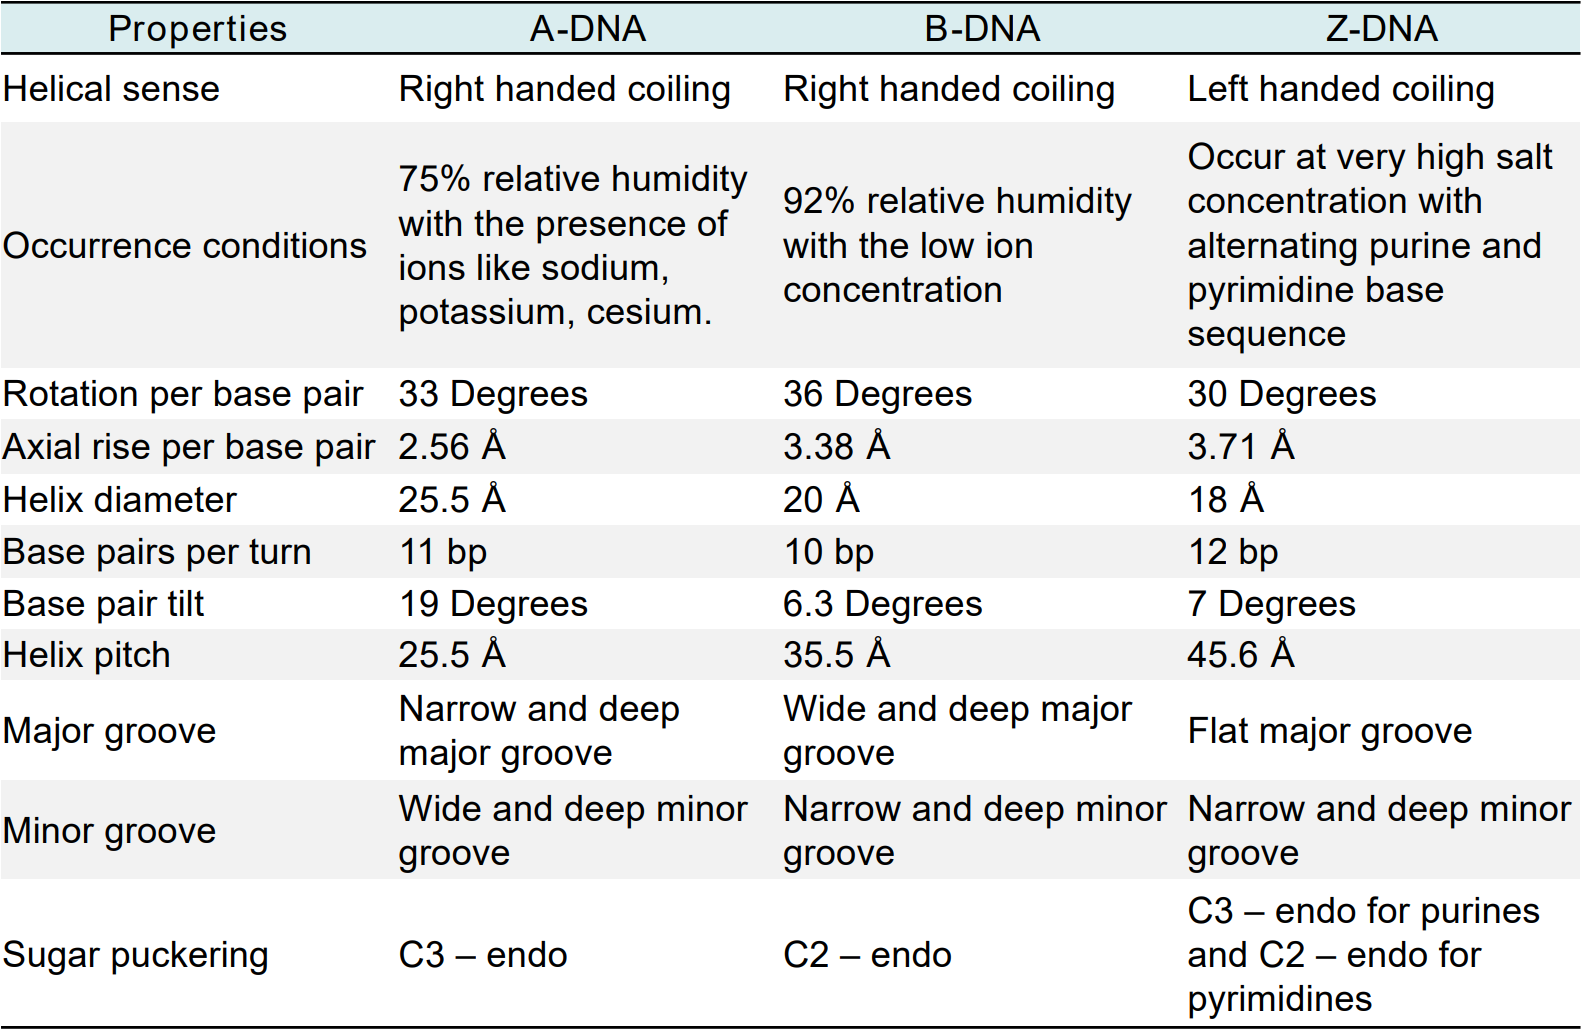 Properties A-DNA B-DNA Z-DNA
Helical sense Right handed coiling Right handed coiling Left handed coiling
Occurrence conditions
75% relative humidity
with the presence of
ions like sodium,
potassium, cesium.
92% relative humidity
with the low ion
concentration
Occur at very high salt
concentration with
alternating purine and
pyrimidine base
sequence
Rotation per base pair 33 Degrees 36 Degrees 30 Degrees
Axial rise per base pair 2.56 Å 3.38 Å 3.71 Å
Helix diameter 25.5 Å 20 Å 18 Å
Base pairs per turn 11 bp 10 bp 12 bp
Base pair tilt 19 Degrees 6.3 Degrees 7 Degrees
Helix pitch 25.5 Å 35.5 Å 45.6 Å
Major groove
Narrow and deep
major groove
Wide and deep major
groove
Flat major groove
Minor groove
Wide and deep minor
groove
Narrow and deep minor
groove
Narrow and deep minor
groove
Sugar puckering
C3 – endo
C2 – endo
C3 – endo for purines
and C2 – endo for
pyrimidines